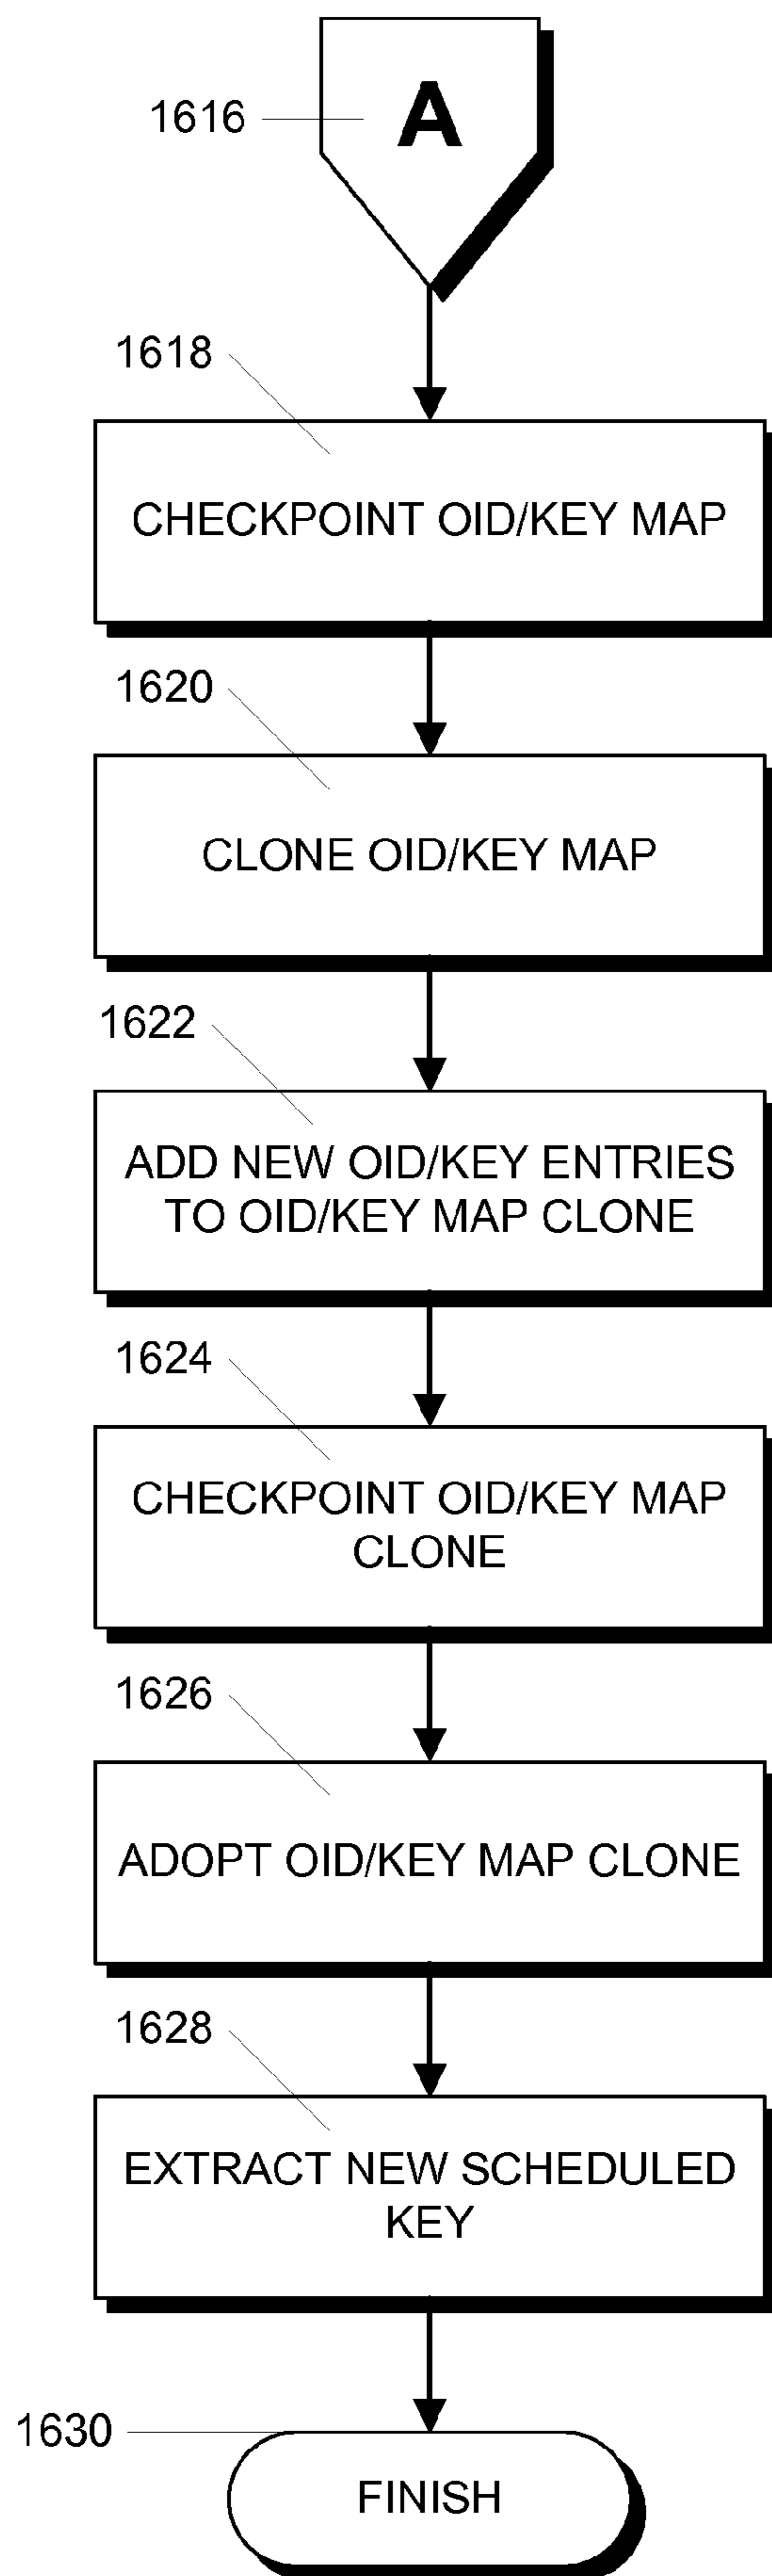 1616
A
1618
CHECKPOINT OID/KEY MAP
1620
CLONE OID/KEY MAP
1622
ADD NEW OID/KEY ENTRIES
TO OID/KEY MAP CLONE
1624
CHECKPOINT OID/KEY MAP
CLONE
1626
ADOPT OID/KEY MAP CLONE
1628
EXTRACT NEW SCHEDULED
KEY
1630
FINISH